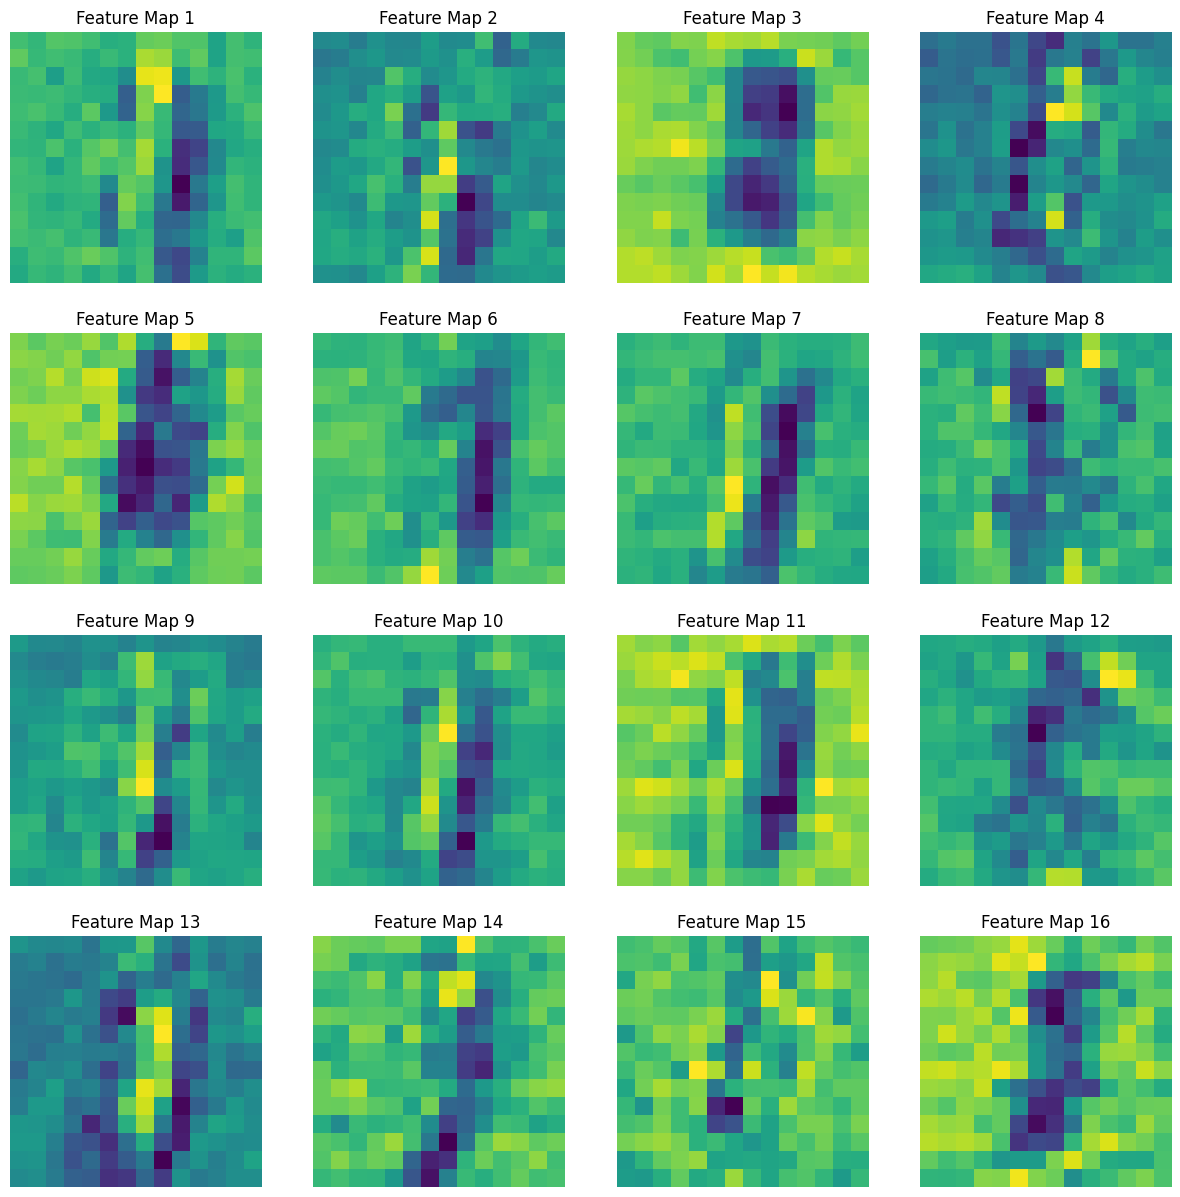 Feature Map 1
Feature Map 2
Feature Map 3
Feature Map 4
Feature Map 5
Feature Map 6
Feature Map 7
Feature Map 8
Feature Map 9
Feature Map 10
Feature Map 11
Feature Map 12
Feature Map 13
Feature Map 14
Feature Map 15
Feature Map 16